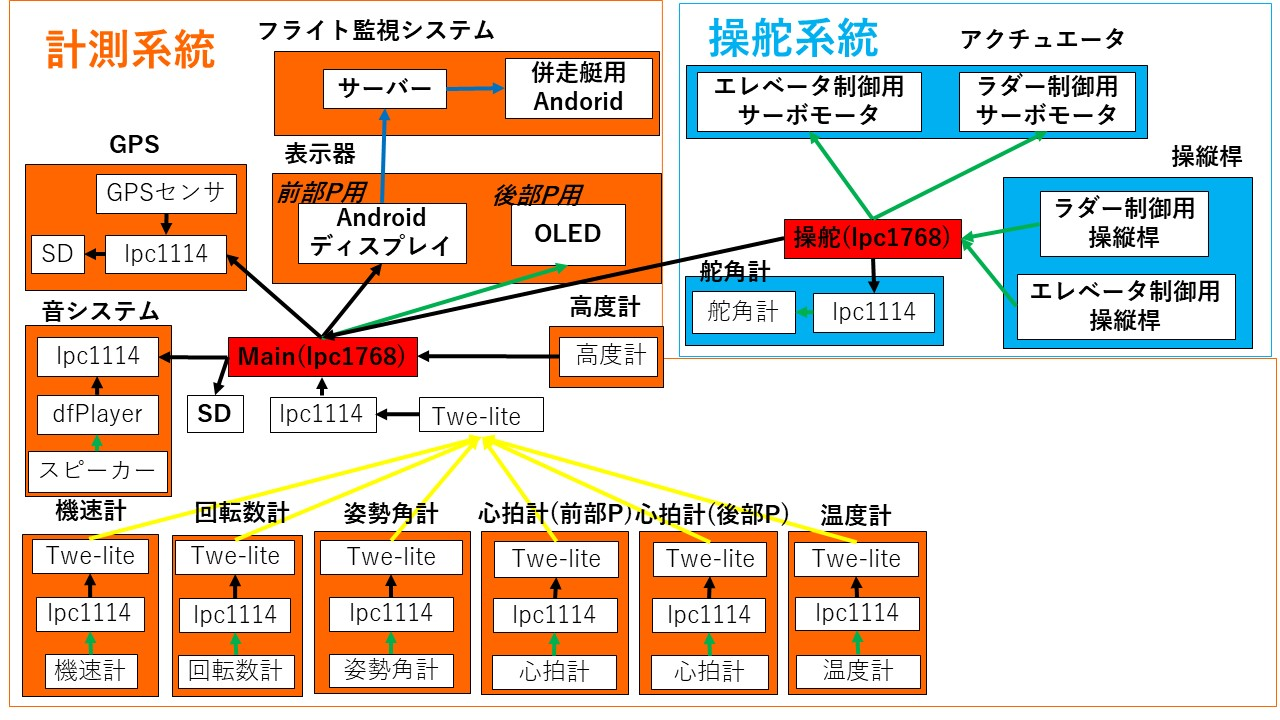 計測系統
フライト監視システム
サーバー
併走艇用
Andorid
GPS
GPSセンサ
SD
lpc1114
表示器
前部P用
Android
ディスプレイ
後部P用
OLED
音システム
lpc1114
dfPlayer
スピーカー
Main(lpc1768)
SD
lpc1114
Twe-lite
高度計
高度計
機速計
Twe-lite
lpc1114
機速計
回転数計
Twe-lite
lpc1114
回転数計
姿勢角計
Twe-lite
lpc1114
姿勢角計
心拍計(前部P)
Twe-lite
lpc1114
心拍計
心拍計(後部P)
Twe-lite
lpc1114
心拍計
温度計
Twe-lite
lpc1114
温度計
操舵系統
アクチュエータ
エレベータ制御用
サーボモータ
ラダー制御用
サーボモータ
操縦桿
ラダー制御用
操縦桿
エレベータ制御用
操縦桿
操舵(lpc1768)
舵角計
舵角計
lpc1114